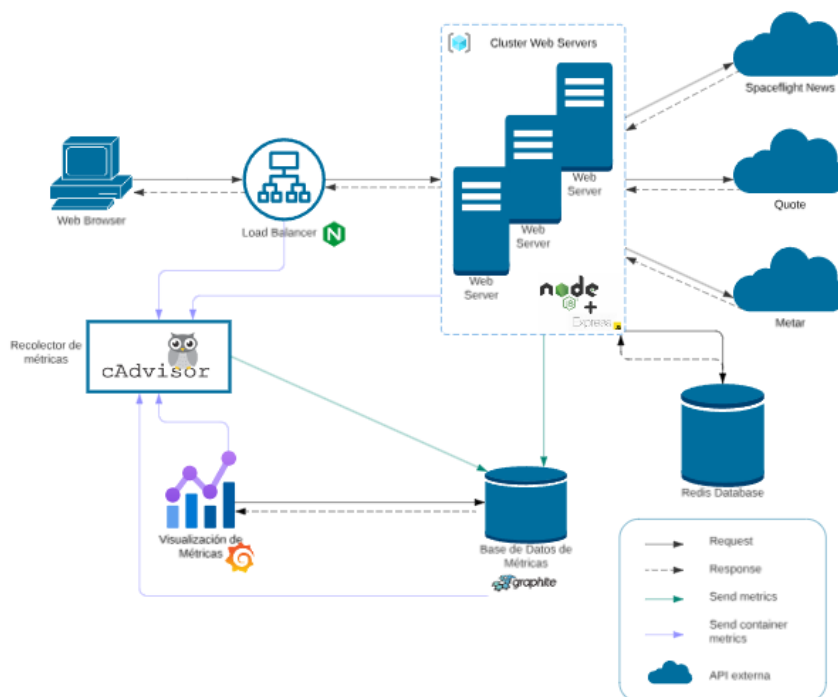 Cluster Web Servers
Spaceflight News
Web
Server
Quote
Web Browser
Load Balancer
Web
Server
Web
Server
node
JS
+
Express
JS
Metar
Recolector de
métricas
cAdvisor
Redis Database
Visualización de
Métricas
Base de Datos de
Métricas
graphite
Request
Response
Send metrics
Send container
metrics
API externa